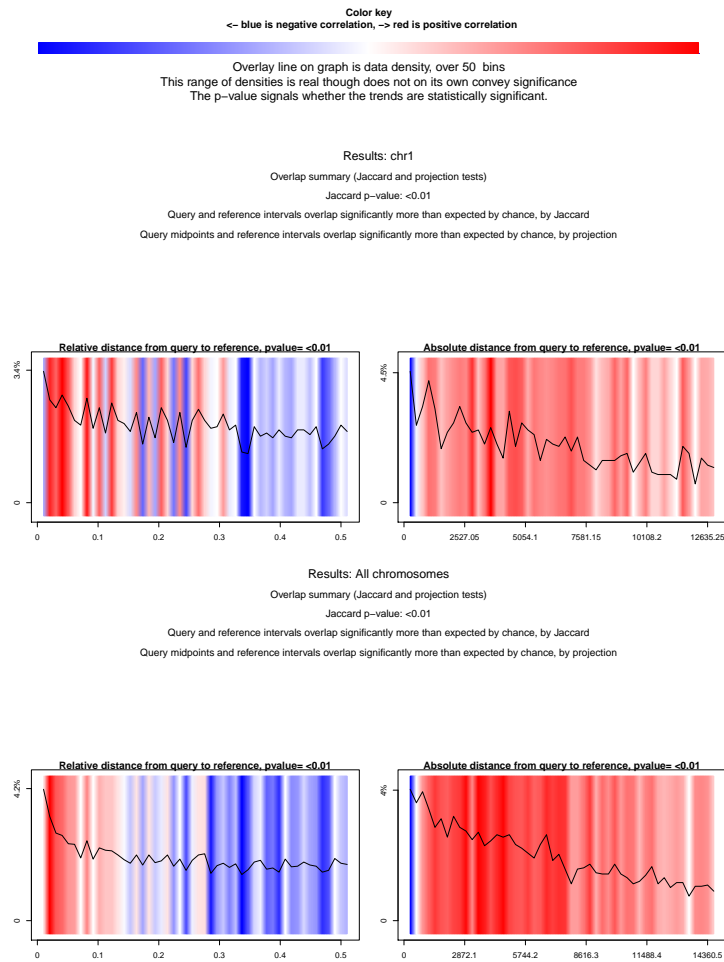 Color key
<− blue is negative correlation, −> red is positive correlation
Overlay line on graph is data density, over 50 bins
This range of densities is real though does not on its own convey significance
The p−value signals whether the trends are statistically significant.
Results: chr1
Overlap summary (Jaccard and projection tests)
Jaccard p−value: <0.01
Query and reference intervals overlap significantly more than expected by chance, by Jaccard
Query midpoints and reference intervals overlap significantly more than expected by chance, by projection
Relative distance from query to reference, pvalue= <0.01
3.4%
0
0 0.1 0.2 0.3 0.4 0.5
Absolute distance from query to reference, pvalue= <0.01
4.5%
0
0 2527.05 5054.1 7581.15 10108.2 12635.25
Results: All chromosomes
Overlap summary (Jaccard and projection tests)
Jaccard p−value: <0.01
Query and reference intervals overlap significantly more than expected by chance, by Jaccard
Query midpoints and reference intervals overlap significantly more than expected by chance, by projection
Relative distance from query to reference, pvalue= <0.01
4.2%
0
0 0.1 0.2 0.3 0.4 0.5
Absolute distance from query to reference, pvalue= <0.01
4%
0
0 2872.1 5744.2 8616.3 11488.4 14360.5